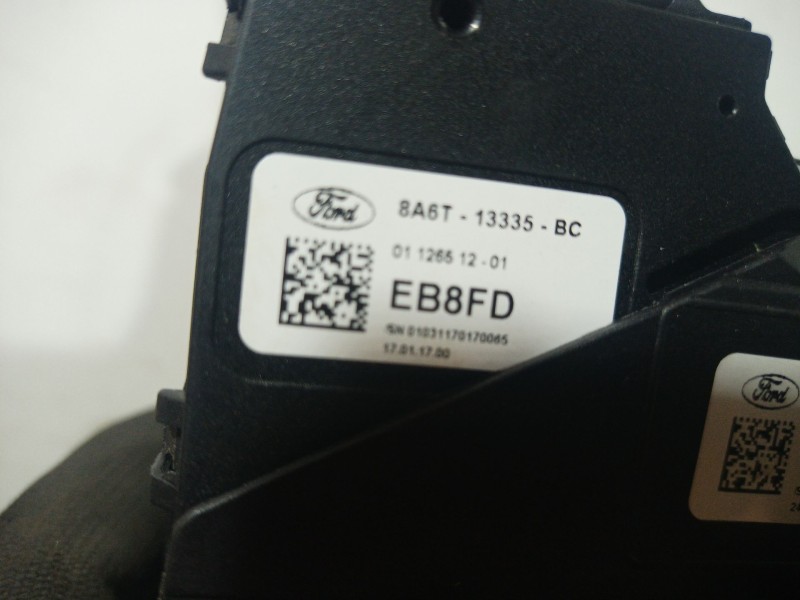 Ford
8A6T - 13335 - BC
01 1265 12 - 01
EB8FD
/S/N 01031170170065
17.01.17.00
Ford